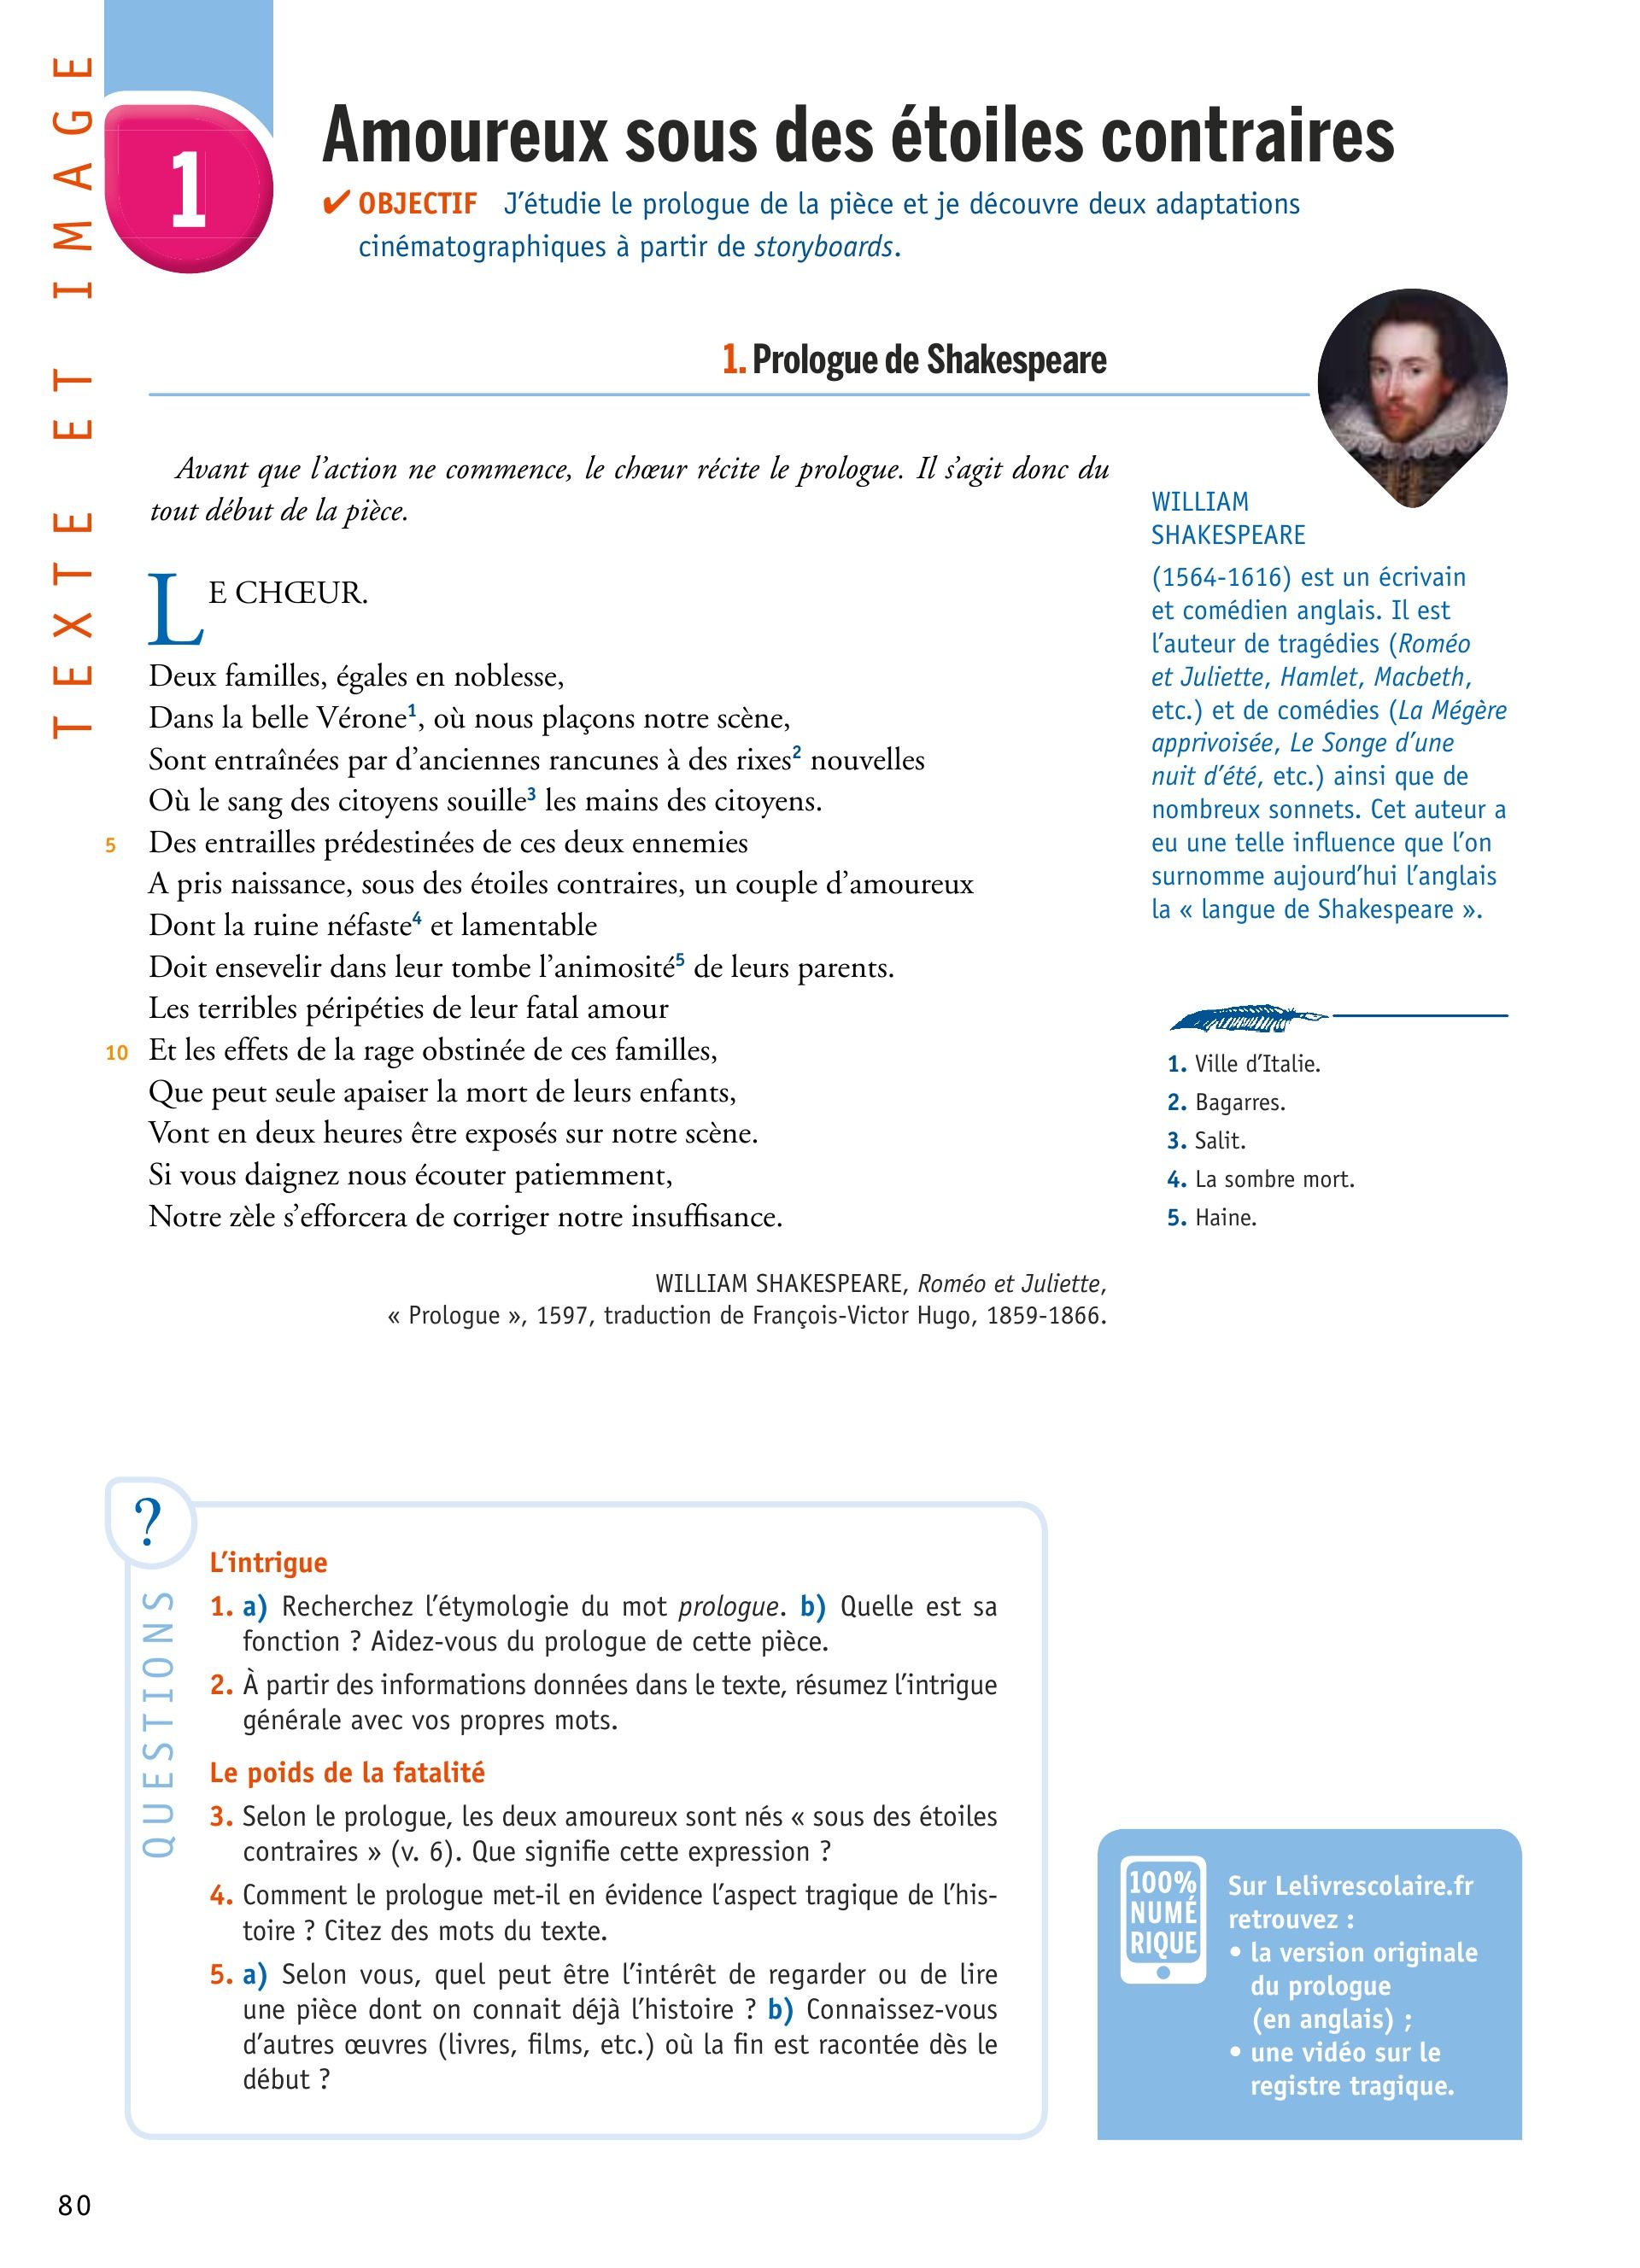 TEXTE ET IMAGE
1
Amoureux sous des étoiles contraires
✔ OBJECTIF J’étudie le prologue de la pièce et je découvre deux adaptations
cinématographiques à partir de storyboards.
1. Prologue de Shakespeare
Avant que l’action ne commence, le chœur récite le prologue. Il s’agit donc du
tout début de la pièce.
LE CHŒUR.
Deux familles, égales en noblesse,
Dans la belle Vérone1, où nous plaçons notre scène,
Sont entraînées par d’anciennes rancunes à des rixes2 nouvelles
Où le sang des citoyens souille3 les mains des citoyens.
5 Des entrailles prédestinées de ces deux ennemies
A pris naissance, sous des étoiles contraires, un couple d’amoureux
Dont la ruine néfaste4 et lamentable
Doit ensevelir dans leur tombe l’animosité5 de leurs parents.
Les terribles péripéties de leur fatal amour
10 Et les effets de la rage obstinée de ces familles,
Que peut seule apaiser la mort de leurs enfants,
Vont en deux heures être exposés sur notre scène.
Si vous daignez nous écouter patiemment,
Notre zèle s’efforcera de corriger notre insuffisance.
WILLIAM SHAKESPEARE, Roméo et Juliette,
« Prologue », 1597, traduction de François-Victor Hugo, 1859-1866.
WILLIAM
SHAKESPEARE
(1564-1616) est un écrivain
et comédien anglais. Il est
l’auteur de tragédies (Roméo
et Juliette, Hamlet, Macbeth,
etc.) et de comédies (La Mégère
apprivoisée, Le Songe d’une
nuit d’été, etc.) ainsi que de
nombreux sonnets. Cet auteur a
eu une telle influence que l’on
surnomme aujourd’hui l’anglais
la « langue de Shakespeare ».
1. Ville d’Italie.
2. Bagarres.
3. Salit.
4. La sombre mort.
5. Haine.
?
QUESTIONS
L’intrigue
1. a) Recherchez l’étymologie du mot prologue. b) Quelle est sa
fonction ? Aidez-vous du prologue de cette pièce.
2. À partir des informations données dans le texte, résumez l’intrigue
générale avec vos propres mots.
Le poids de la fatalité
3. Selon le prologue, les deux amoureux sont nés « sous des étoiles
contraires » (v. 6). Que signifie cette expression ?
4. Comment le prologue met-il en évidence l’aspect tragique de l’his-
toire ? Citez des mots du texte.
5. a) Selon vous, quel peut être l’intérêt de regarder ou de lire
une pièce dont on connait déjà l’histoire ? b) Connaissez-vous
d’autres œuvres (livres, films, etc.) où la fin est racontée dès le
début ?
100%
NUMÉ
RIQUE
Sur Lelivrescolaire.fr
retrouvez :
• la version originale
du prologue
(en anglais) ;
• une vidéo sur le
registre tragique.
80